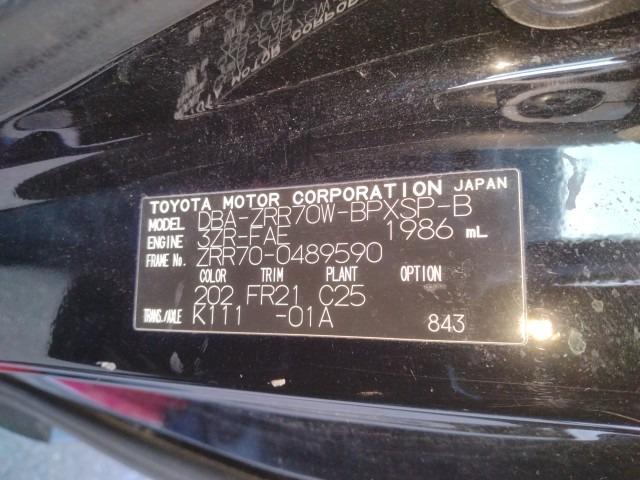 TOYOTA MOTOR CORPORATION JAPAN
MODEL DBA-ZRR70W-BPXSP-B
ENGINE 3ZR-FAE 1986 mL
FRAME No. ZRR70-0489590
COLOR TRIM PLANT OPTION
202 FR21 C25
TRANS./AXLE K111 -01A 843